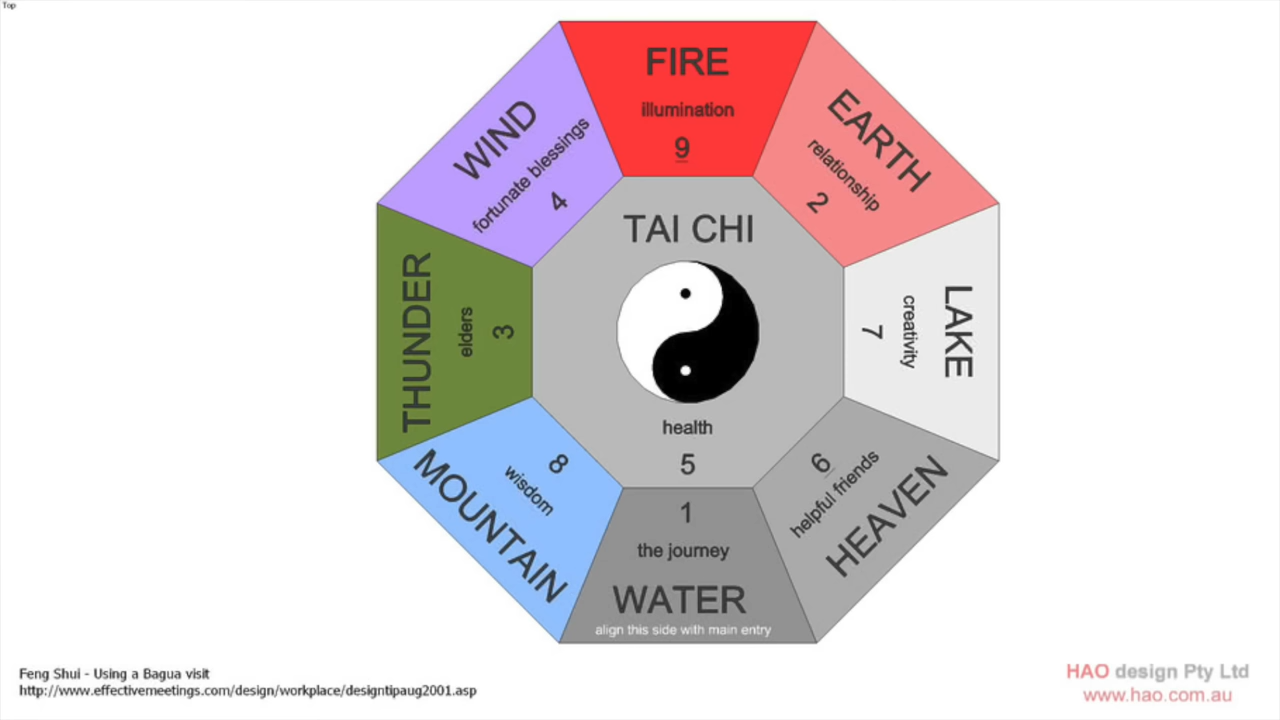 Top
FIRE
illumination
9
EARTH
relationship
2
WIND
fortunate blessings
4
TAI CHI
health
5
THUNDER
elders
3
LAKE
creativity
7
MOUNTAIN
wisdom
8
HEAVEN
helpful friends
6
1
the journey
WATER
align this side with main entry
Feng Shui - Using a Bagua visit
http://www.effectivemeetings.com/design/workplace/designtipaug2001.asp
HAO design Pty Ltd
www.hao.com.au